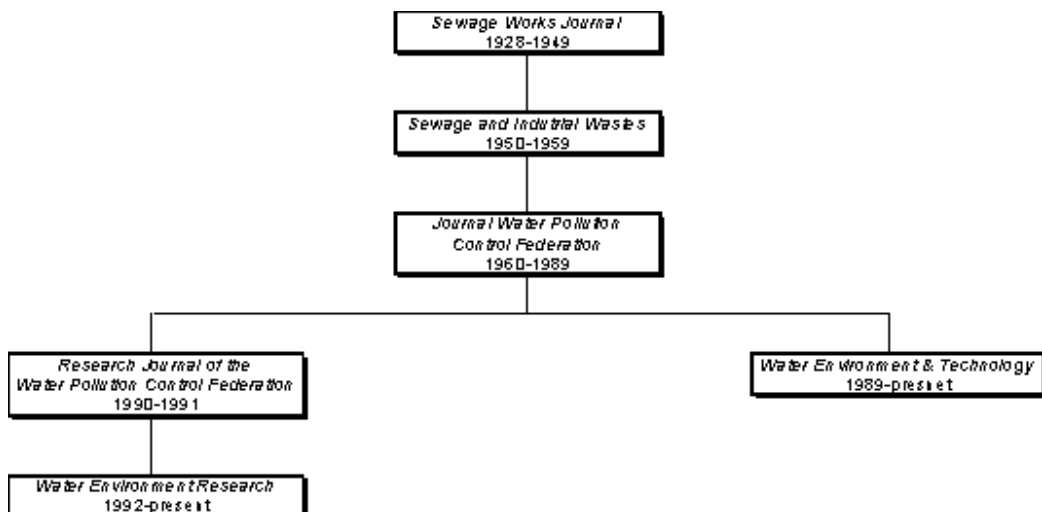 Sewage Works Journal
1928-1949
Sewage and Indutrial Wastes
1950-1959
Journal Water Pollution
Control Federation
1960-1989
Research Journal of the
Water Pollution Control Federation
1990-1991
Water Environment & Technology
1989-present
Water Environment Research
1992-present